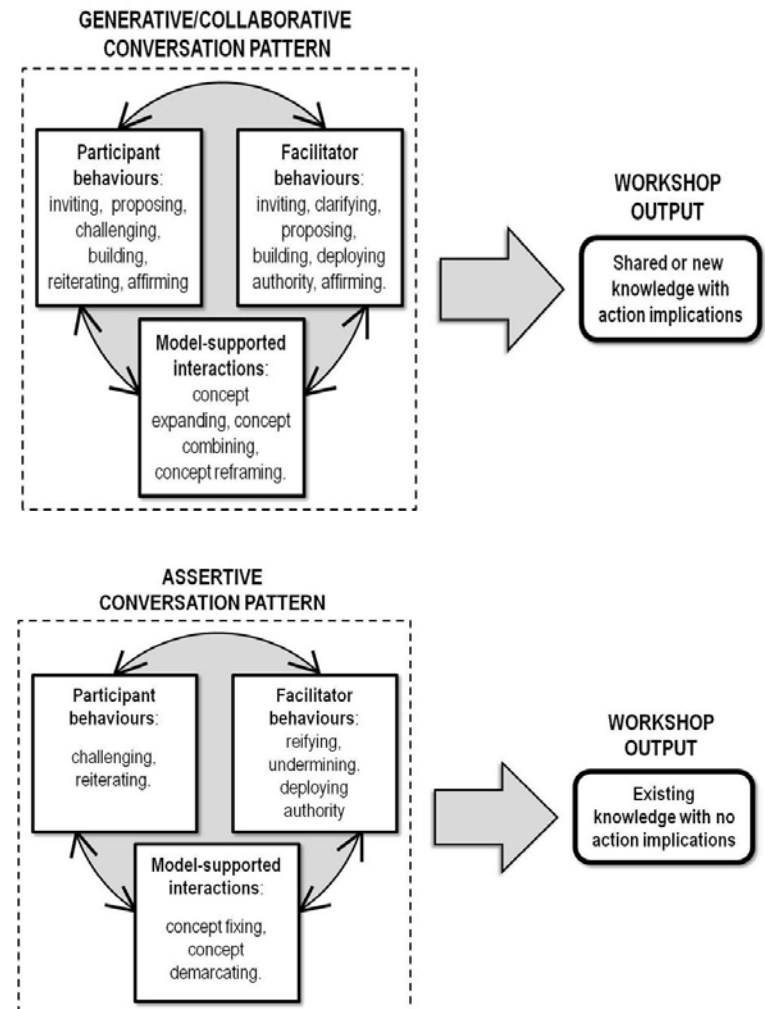 GENERATIVE/COLLABORATIVE
CONVERSATION PATTERN
Participant
behaviours:
inviting, proposing,
challenging,
building,
reiterating, affirming
Facilitator
behaviours:
inviting, clarifying,
proposing,
building, deploying
authority, affirming.
Model-supported
interactions:
concept
expanding, concept
combining,
concept reframing.
WORKSHOP
OUTPUT
Shared or new
knowledge with
action implications
ASSERTIVE
CONVERSATION PATTERN
Participant
behaviours:
challenging,
reiterating.
Facilitator
behaviours:
reifying,
undermining.
deploying
authority
Model-supported
interactions:
concept fixing,
concept
demarcating.
WORKSHOP
OUTPUT
Existing
knowledge with no
action implications